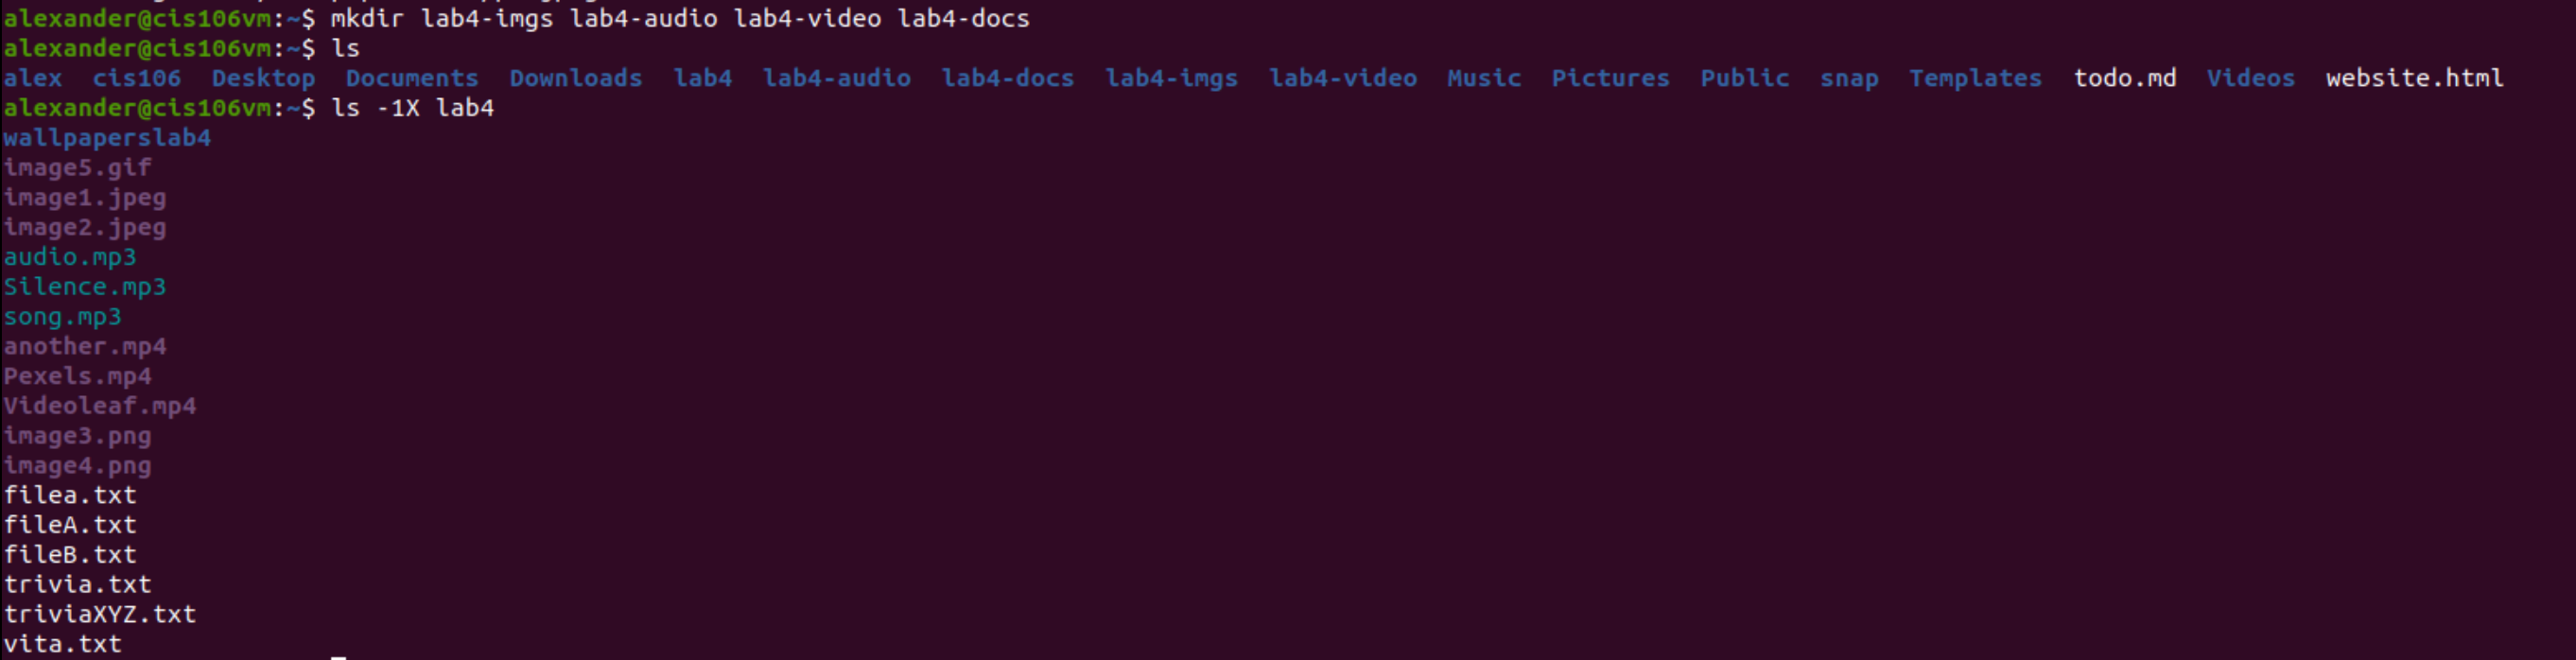 alexander@cis106vm:~$ mkdir lab4-imgs lab4-audio lab4-video lab4-docs
alexander@cis106vm:~$ ls
alex  cis106  Desktop  Documents  Downloads  lab4  lab4-audio  lab4-docs  lab4-imgs  lab4-video  Music  Pictures  Public  snap  Templates  todo.md  Videos  website.html
alexander@cis106vm:~$ ls -1X lab4
wallpaperslab4
image5.gif
image1.jpeg
image2.jpeg
audio.mp3
Silence.mp3
song.mp3
another.mp4
Pexels.mp4
Videoleaf.mp4
image3.png
image4.png
filea.txt
fileA.txt
fileB.txt
trivia.txt
triviaXYZ.txt
vita.txt